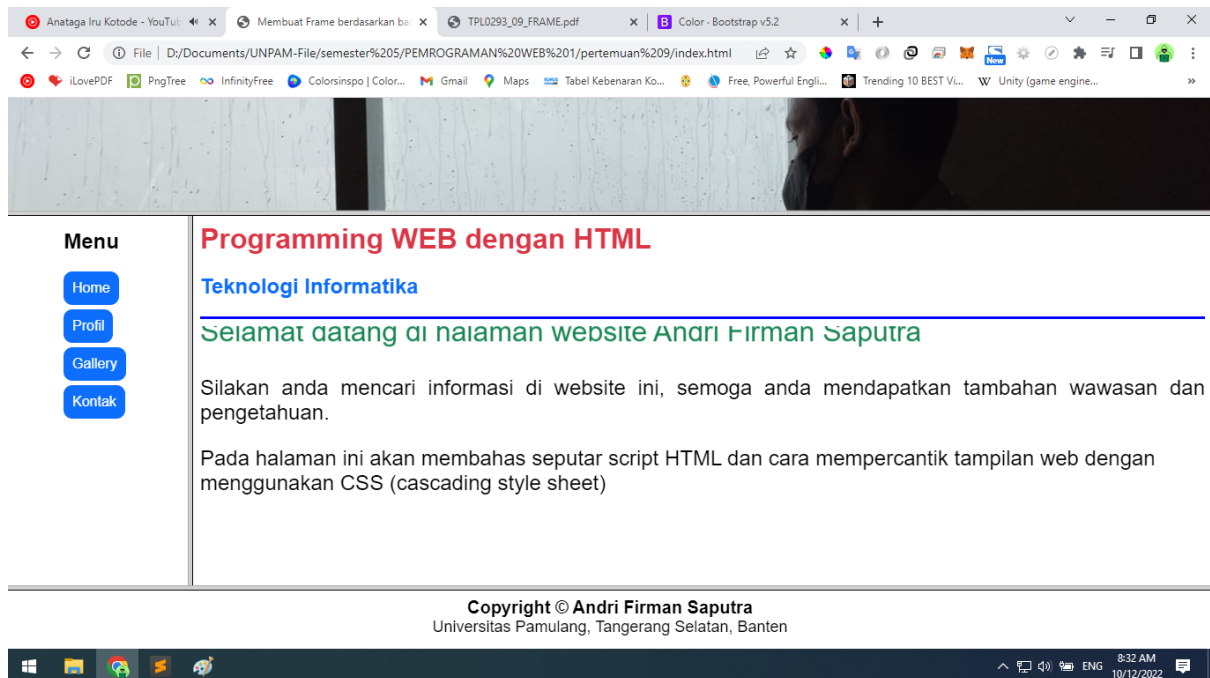 Anataga Iru Kotode - YouTub
Membuat Frame berdasarkan ba
TPL0293_09_FRAME.pdf
Color · Bootstrap v5.2
File | D:/Documents/UNPAM-File/semester%205/PEMROGRAMAN%20WEB%201/pertemuan%209/index.html
New
iLovePDF
PngTree
InfinityFree
Colorsinspo | Color...
Gmail
Maps
Tabel Kebenaran Ko...
Free, Powerful Engli...
Trending 10 BEST Vi...
Unity (game engine...
Menu
Home
Profil
Gallery
Kontak
Programming WEB dengan HTML
Teknologi Informatika
Selamat datang di halaman website Andri Firman Saputra
Silakan anda mencari informasi di website ini, semoga anda mendapatkan tambahan wawasan dan
pengetahuan.
Pada halaman ini akan membahas seputar script HTML dan cara mempercantik tampilan web dengan
menggunakan CSS (cascading style sheet)
Copyright © Andri Firman Saputra
Universitas Pamulang, Tangerang Selatan, Banten
ENG
8:32 AM
10/12/2022